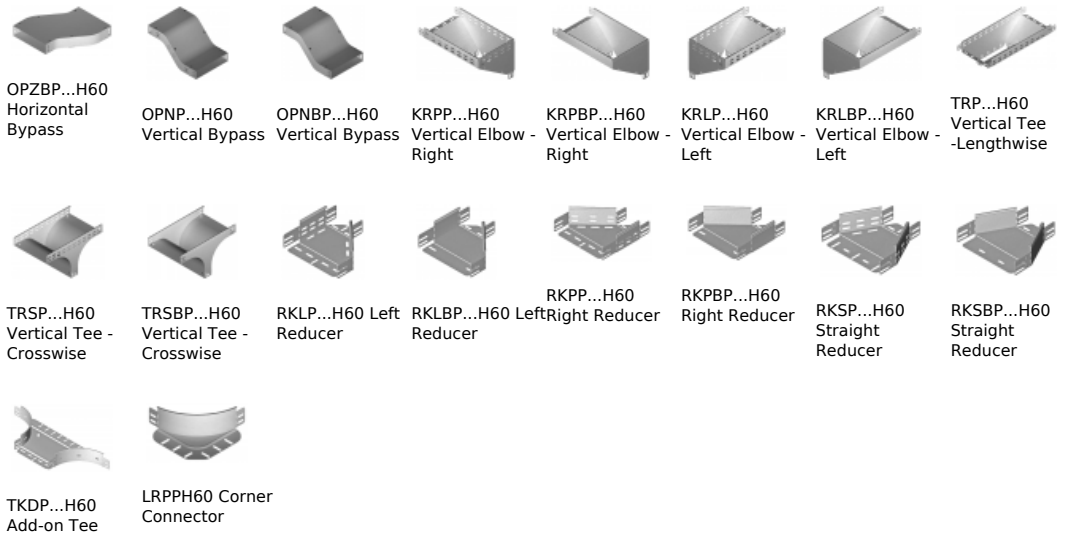 OPZBP...H60
Horizontal
Bypass
OPNP...H60
Vertical Bypass
OPNBP...H60
Vertical Bypass
KRPP...H60
Vertical Elbow -
Right
KRPBP...H60
Vertical Elbow -
Right
KRLP...H60
Vertical Elbow -
Left
KRLBP...H60
Vertical Elbow -
Left
TRP...H60
Vertical Tee
-Lengthwise
TRSP...H60
Vertical Tee -
Crosswise
TRSBP...H60
Vertical Tee -
Crosswise
RKLP...H60 Left
Reducer
RKLBP...H60 Left
Reducer
RKPP...H60
Right Reducer
RKPBP...H60
Right Reducer
RKSP...H60
Straight
Reducer
RKSBP...H60
Straight
Reducer
TKDP...H60
Add-on Tee
LRPPH60 Corner
Connector